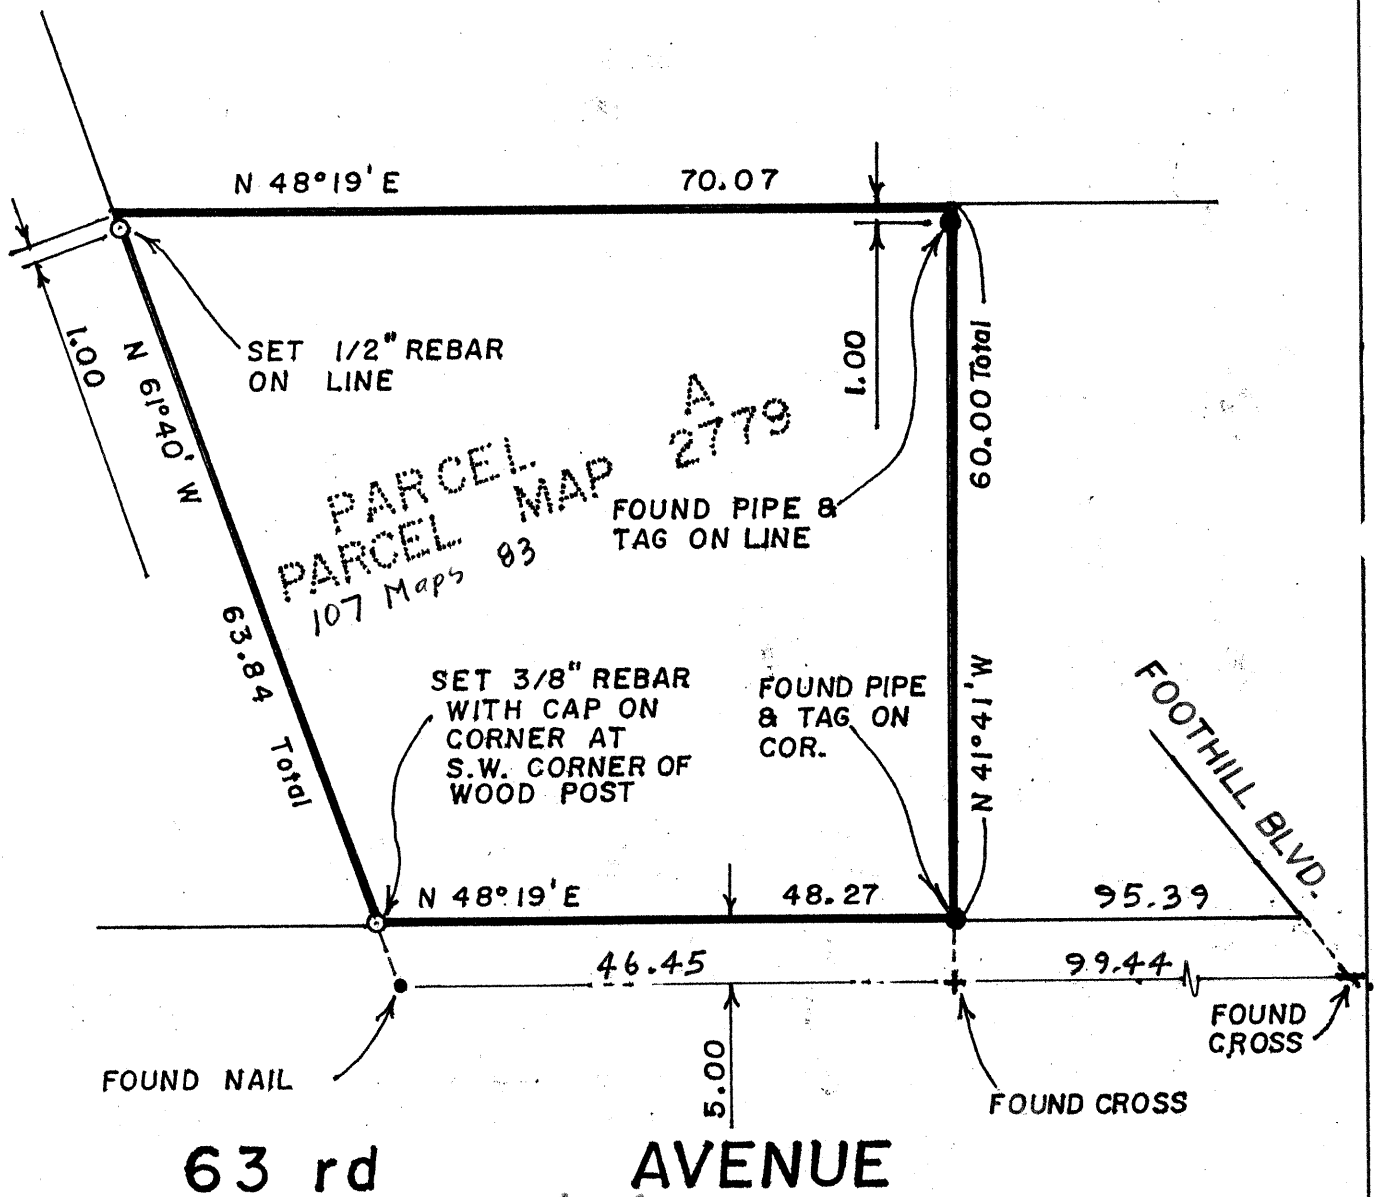 N 48°19'E
70.07
1.00
N 61°40' W
SET 1/2" REBAR
ON LINE
1.00
60.00 Total
A
PARCEL
PARCEL MAP 2779
107 Maps 83
FOUND PIPE &
TAG ON LINE
63.84 Total
SET 3/8" REBAR
WITH CAP ON
CORNER AT
S.W. CORNER OF
WOOD POST
FOUND PIPE
& TAG ON
COR.
N 41°41'W
FOOTHILL BLVD.
N 48°19'E
48.27
95.39
46.45
99.44
FOUND
CROSS
FOUND NAIL
5.00
FOUND CROSS
63 rd AVENUE